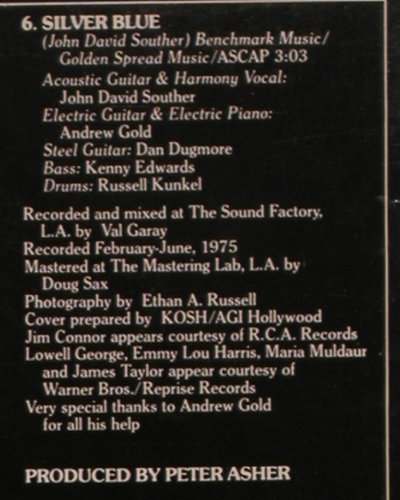 6. SILVER BLUE
(John David Souther) Benchmark Music/
Golden Spread Music/ASCAP 3:03
Acoustic Guitar & Harmony Vocal:
John David Souther
Electric Guitar & Electric Piano:
Andrew Gold
Steel Guitar: Dan Dugmore
Bass: Kenny Edwards
Drums: Russell Kunkel
Recorded and mixed at The Sound Factory,
L.A. by Val Garay
Recorded February-June, 1975
Mastered at The Mastering Lab, L.A. by
Doug Sax
Photography by Ethan A. Russell
Cover prepared by KOSH/AGI Hollywood
Jim Connor appears courtesy of R.C.A. Records
Lowell George, Emmy Lou Harris, Maria Muldaur
and James Taylor appear courtesy of
Warner Bros./Reprise Records
Very special thanks to Andrew Gold
for all his help
PRODUCED BY PETER ASHER